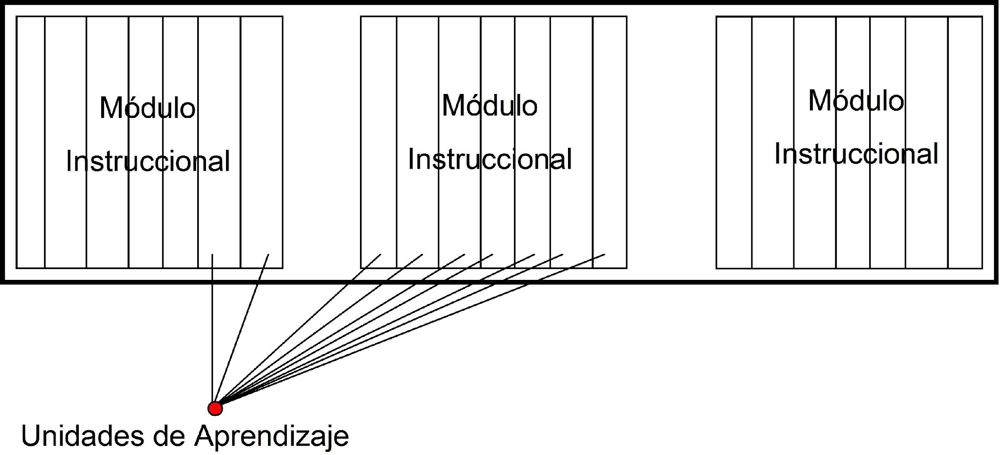 Módulo
Instruccional
Módulo
Instruccional
Módulo
Instruccional
Unidades de Aprendizaje